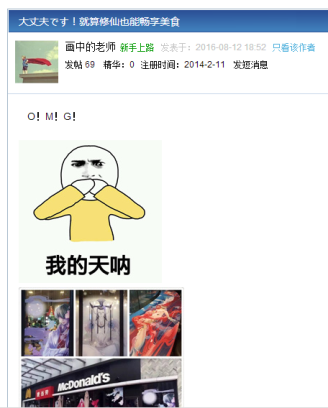 大丈夫です！就算修仙也能畅享美食
画中的老师 新手上路 发表于：2016-08-12 18:52 只看该作者
发帖 69 精华：0 注册时间：2014-2-11 发短消息
O！M！G！
我的天呐
McDonald's